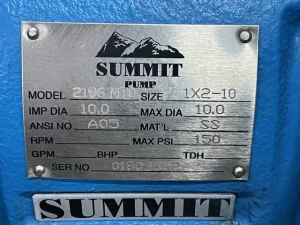 SUMMIT
PUMP
MODEL 2196 SIZE 1X2-10
IMP DIA 10.0 MAX DIA 10.0
ANSI NO A05 MAT'L SS
RPM MAX PSI 150
GPM BHP TDH
SER NO
SUMMIT